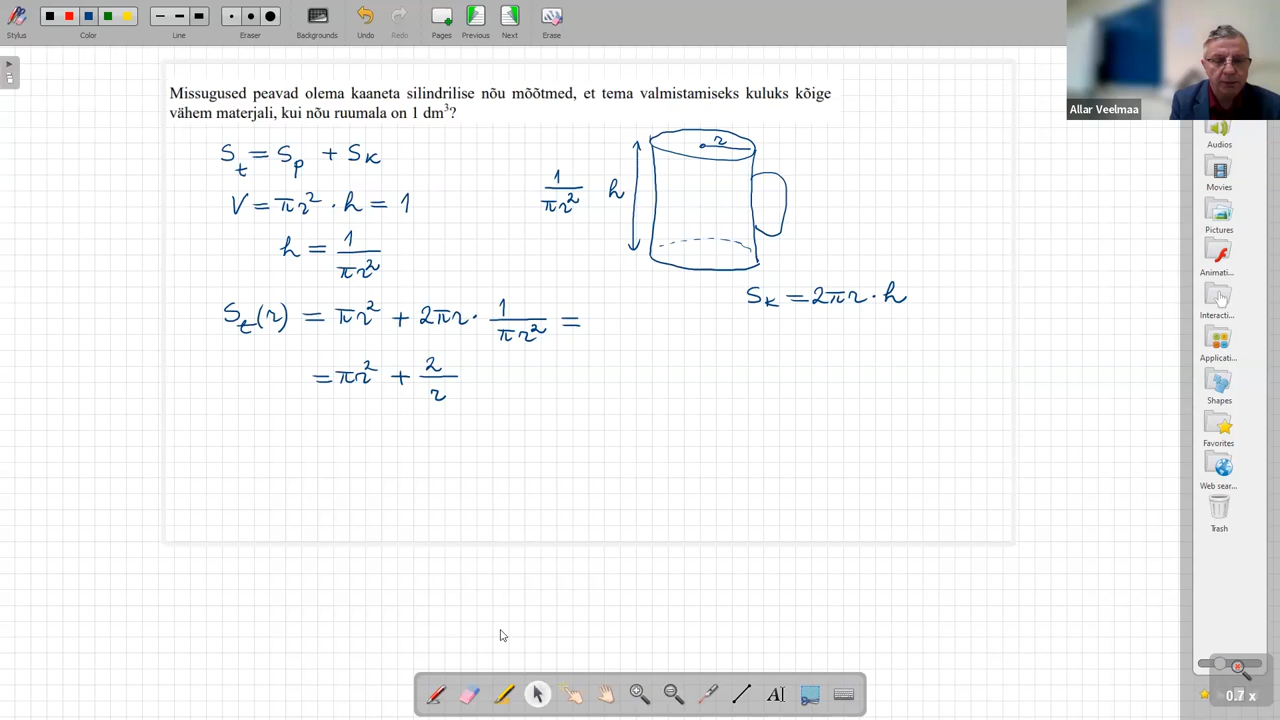 Stylus
Color
Line
Eraser
Backgrounds
Undo
Redo
Pages
Previous
Next
Erase
Allar Veelmaa
Missugused peavad olema kaaneta silindrilise nõu mõõtmed, et tema valmistamiseks kuluks kõige
vähem materjali, kui nõu ruumala on 1 dm³?
S_t = S_p + S_K
V = πr² · h = 1
h = 1/(πr²)
S_t(r) = πr² + 2πr · 1/(πr²) =
= πr² + 2/r
1/(πr²)
h
r
S_K = 2πr · h
Audios
Movies
Pictures
Animati...
Interacti...
Applicati...
Shapes
Favorites
Web sear...
Trash
0.7 x